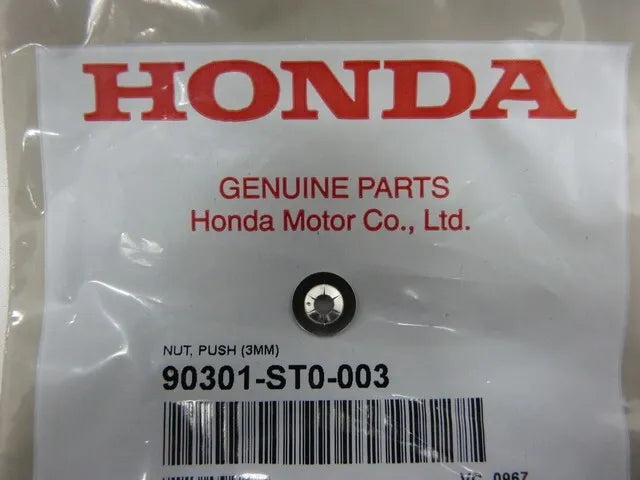 HONDA
GENUINE PARTS
Honda Motor Co., Ltd.
NUT, PUSH (3MM)
90301-ST0-003